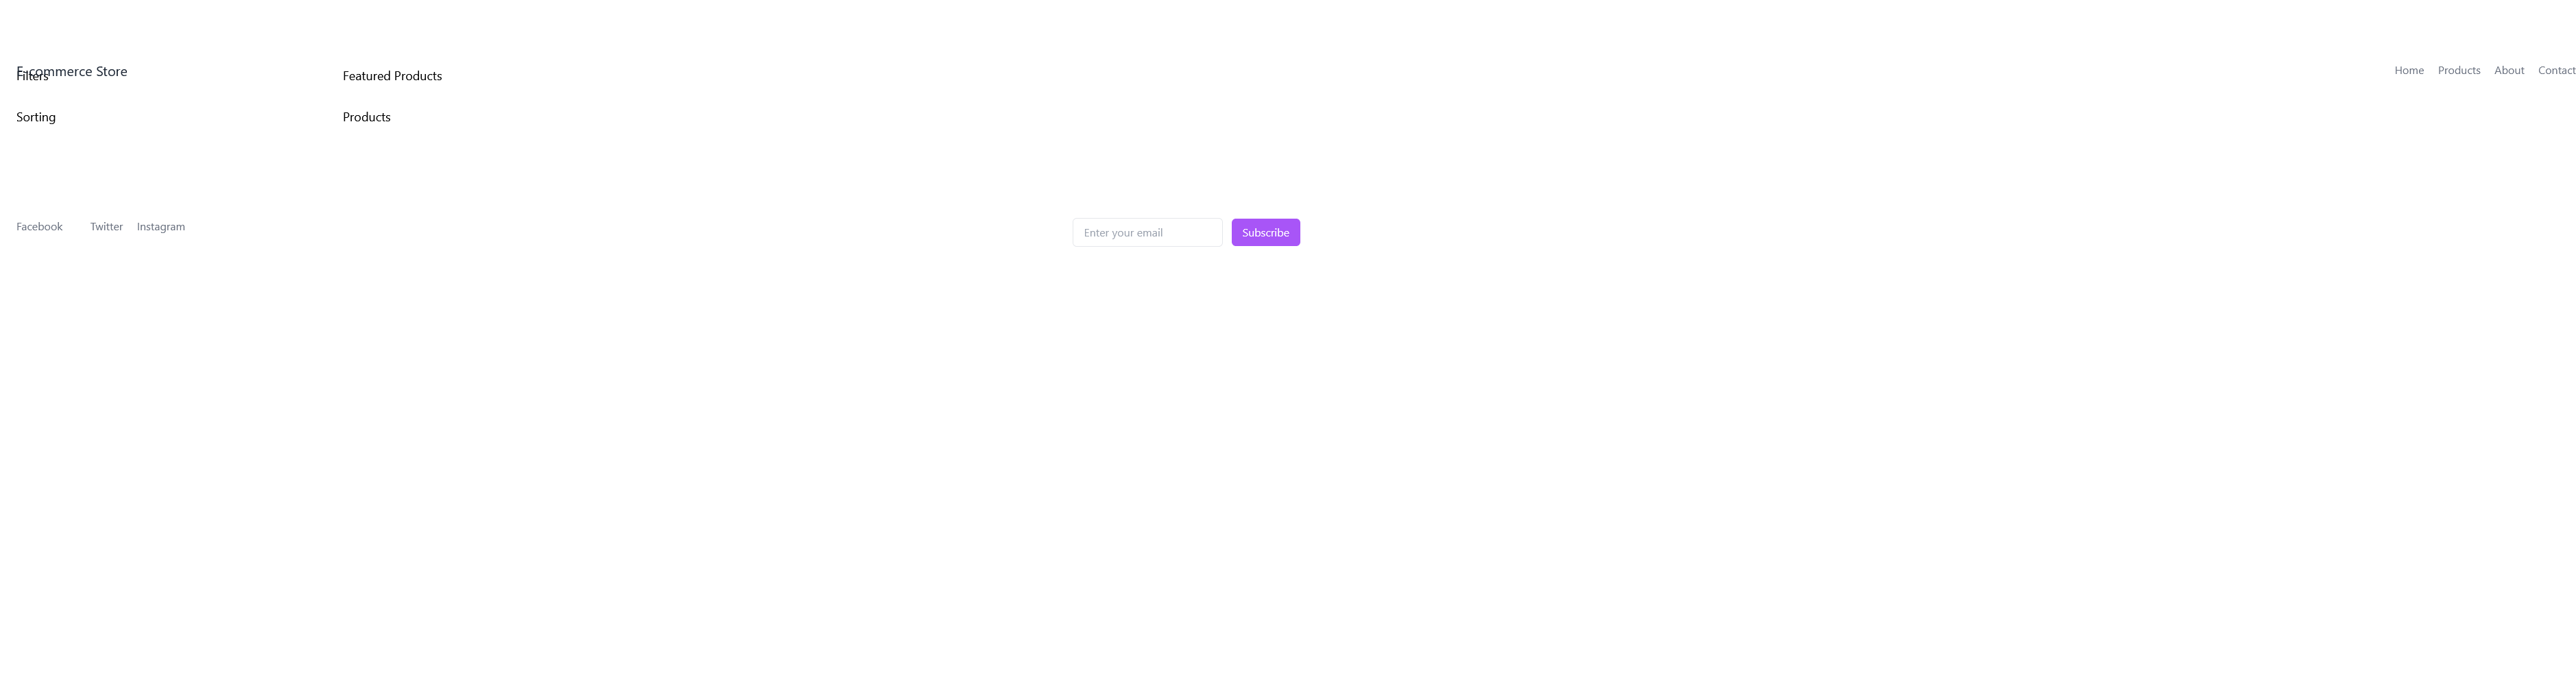 E-commerce Store
Home Products About Contact
Filters
Featured Products
Sorting
Products
Facebook Twitter Instagram
Enter your email
Subscribe